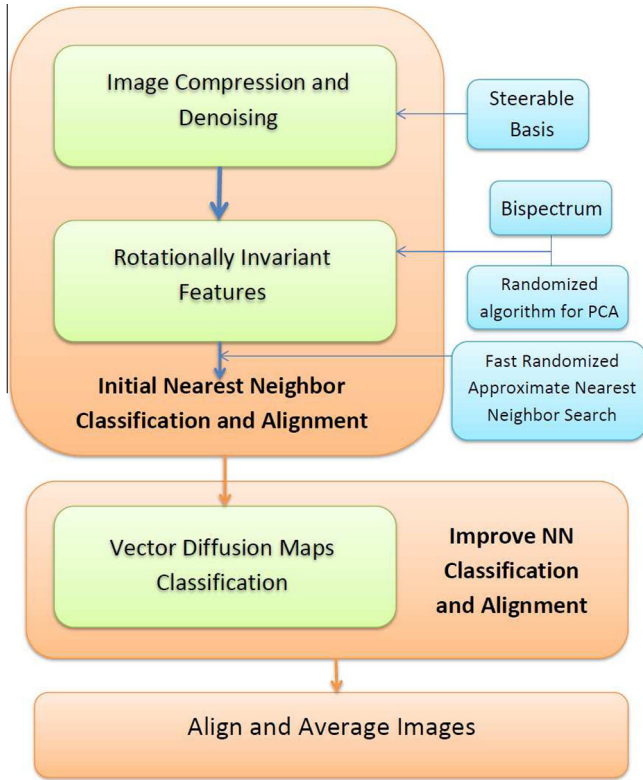 Image Compression and
Denoising
Steerable
Basis
Bispectrum
Rotationally Invariant
Features
Randomized
algorithm for PCA
Fast Randomized
Approximate Nearest
Neighbor Search
Initial Nearest Neighbor
Classification and Alignment
Vector Diffusion Maps
Classification
Improve NN
Classification
and Alignment
Align and Average Images